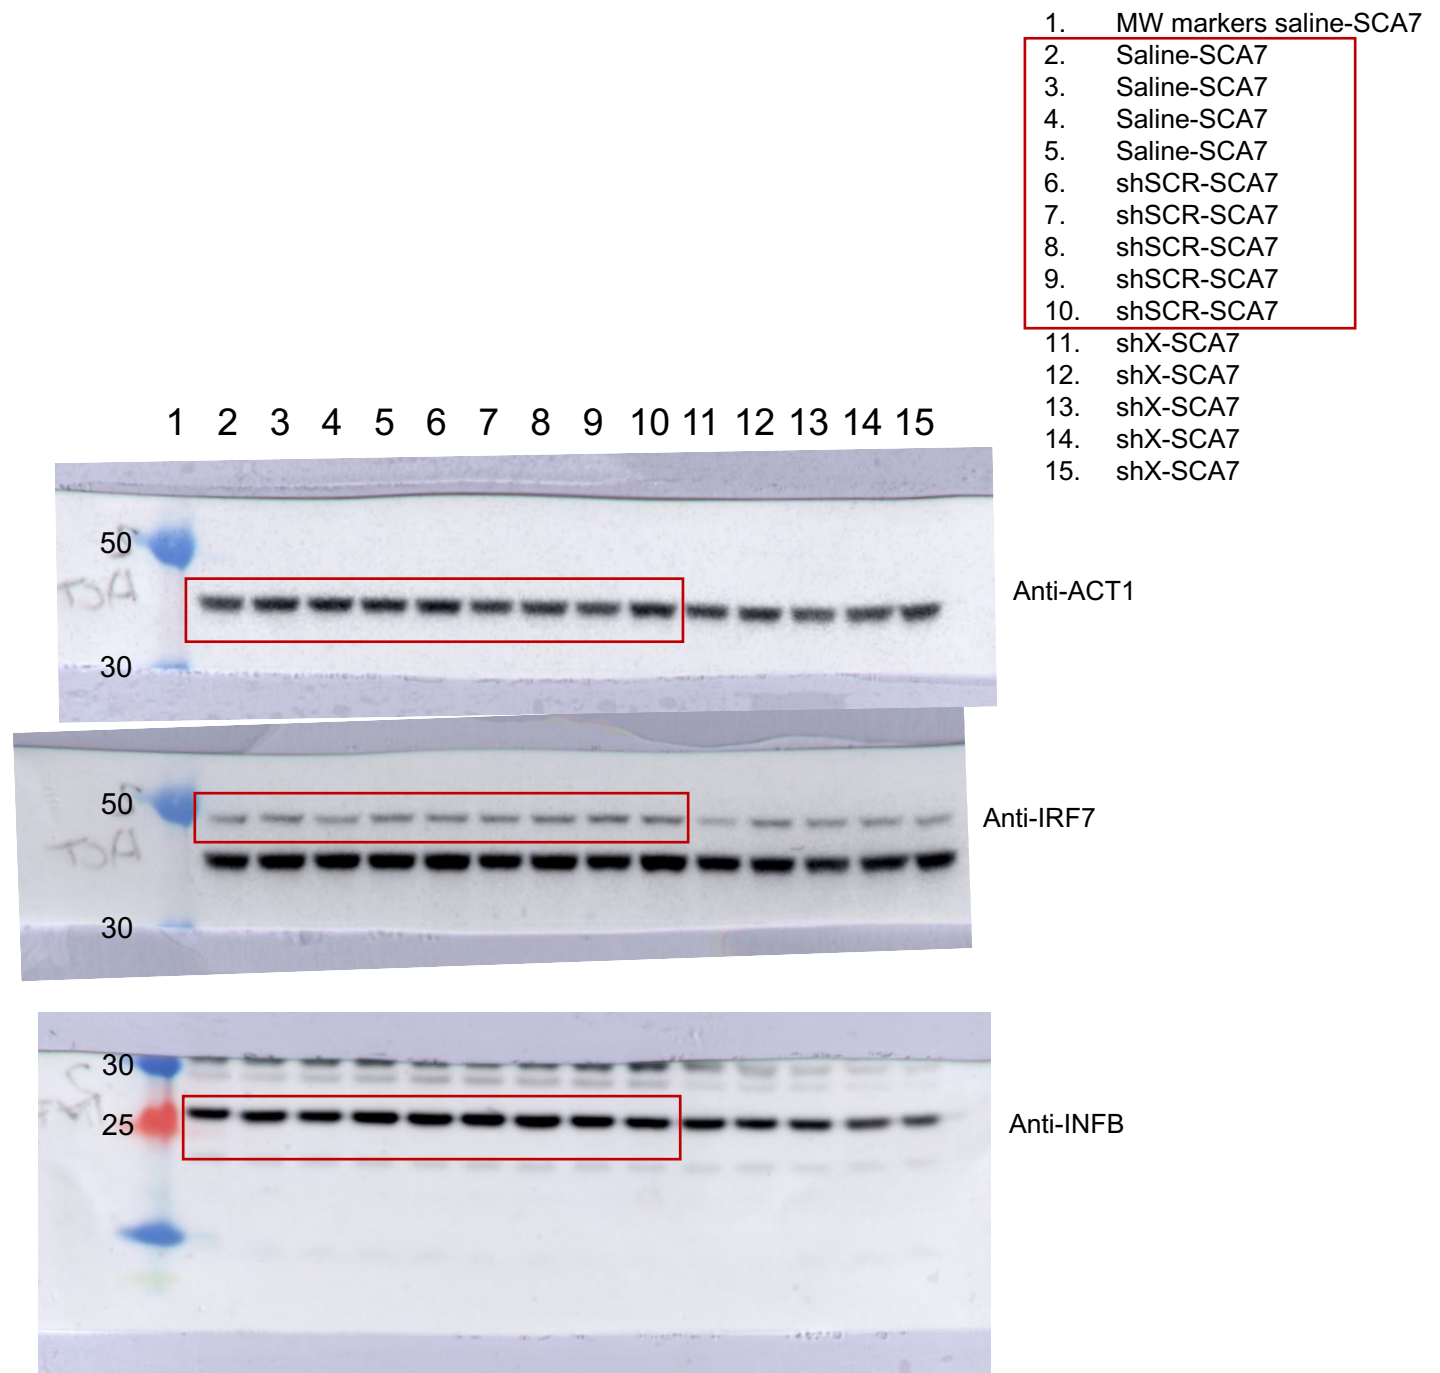 1. MW markers saline-SCA7
2. Saline-SCA7
3. Saline-SCA7
4. Saline-SCA7
5. Saline-SCA7
6. shSCR-SCA7
7. shSCR-SCA7
8. shSCR-SCA7
9. shSCR-SCA7
10. shSCR-SCA7
11. shX-SCA7
12. shX-SCA7
13. shX-SCA7
14. shX-SCA7
15. shX-SCA7
1 2 3 4 5 6 7 8 9 10 11 12 13 14 15
50
Anti-ACT1
30
50
Anti-IRF7
30
30
25
Anti-INFB